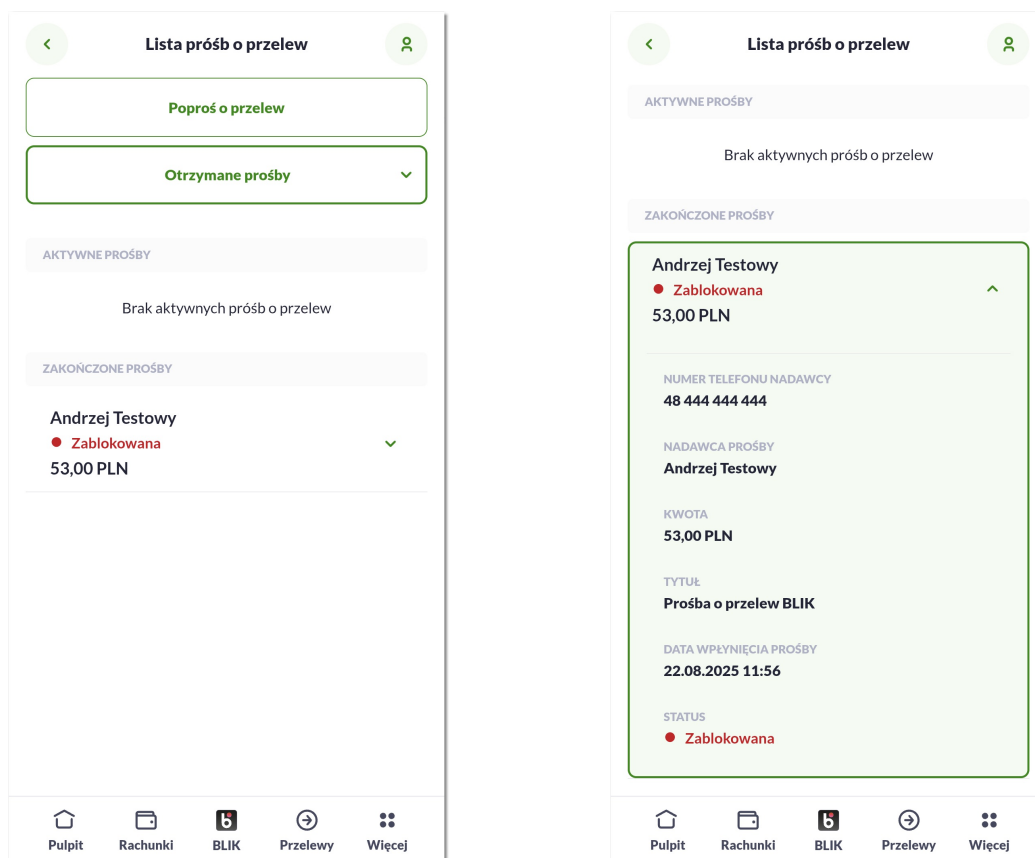 Lista próśb o przelew
Poproś o przelew
Otrzymane prośby
AKTYWNE PROŚBY
Brak aktywnych próśb o przelew
ZAKOŃCZONE PROŚBY
Andrzej Testowy
Zablokowana
53,00 PLN
Pulpit
Rachunki
BLIK
Przelewy
Więcej
Lista próśb o przelew
AKTYWNE PROŚBY
Brak aktywnych próśb o przelew
ZAKOŃCZONE PROŚBY
Andrzej Testowy
Zablokowana
53,00 PLN
NUMER TELEFONU NADAWCY
48 444 444 444
NADAWCA PROŚBY
Andrzej Testowy
KWOTA
53,00 PLN
TYTUŁ
Prośba o przelew BLIK
DATA WPŁYNIĘCIA PROŚBY
22.08.2025 11:56
STATUS
Zablokowana
Pulpit
Rachunki
BLIK
Przelewy
Więcej